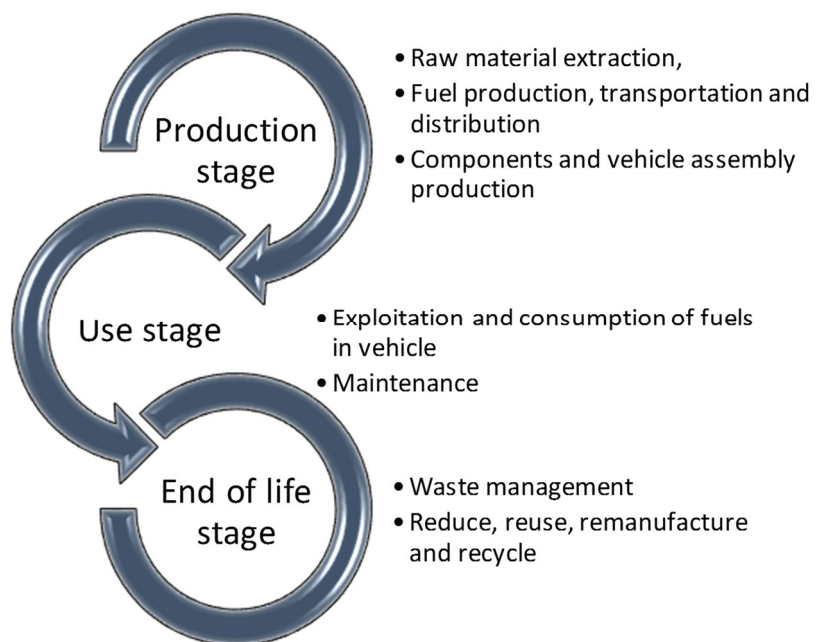 Production
stage
• Raw material extraction,
• Fuel production, transportation and
distribution
• Components and vehicle assembly
production
Use stage
• Exploitation and consumption of fuels
in vehicle
• Maintenance
End of life
stage
• Waste management
• Reduce, reuse, remanufacture
and recycle